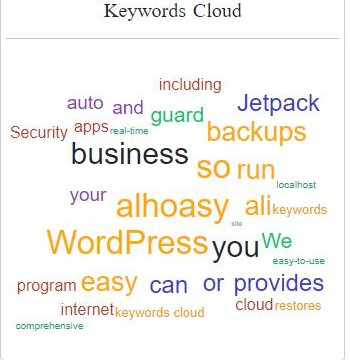 Keywords Cloud
including
auto and guard Jetpack
Security apps real-time backups
business so run
localhost
your alhoasy ali keywords
site
WordPress you We
easy-to-use
program easy can or provides
internet keywords cloud cloud restores
comprehensive